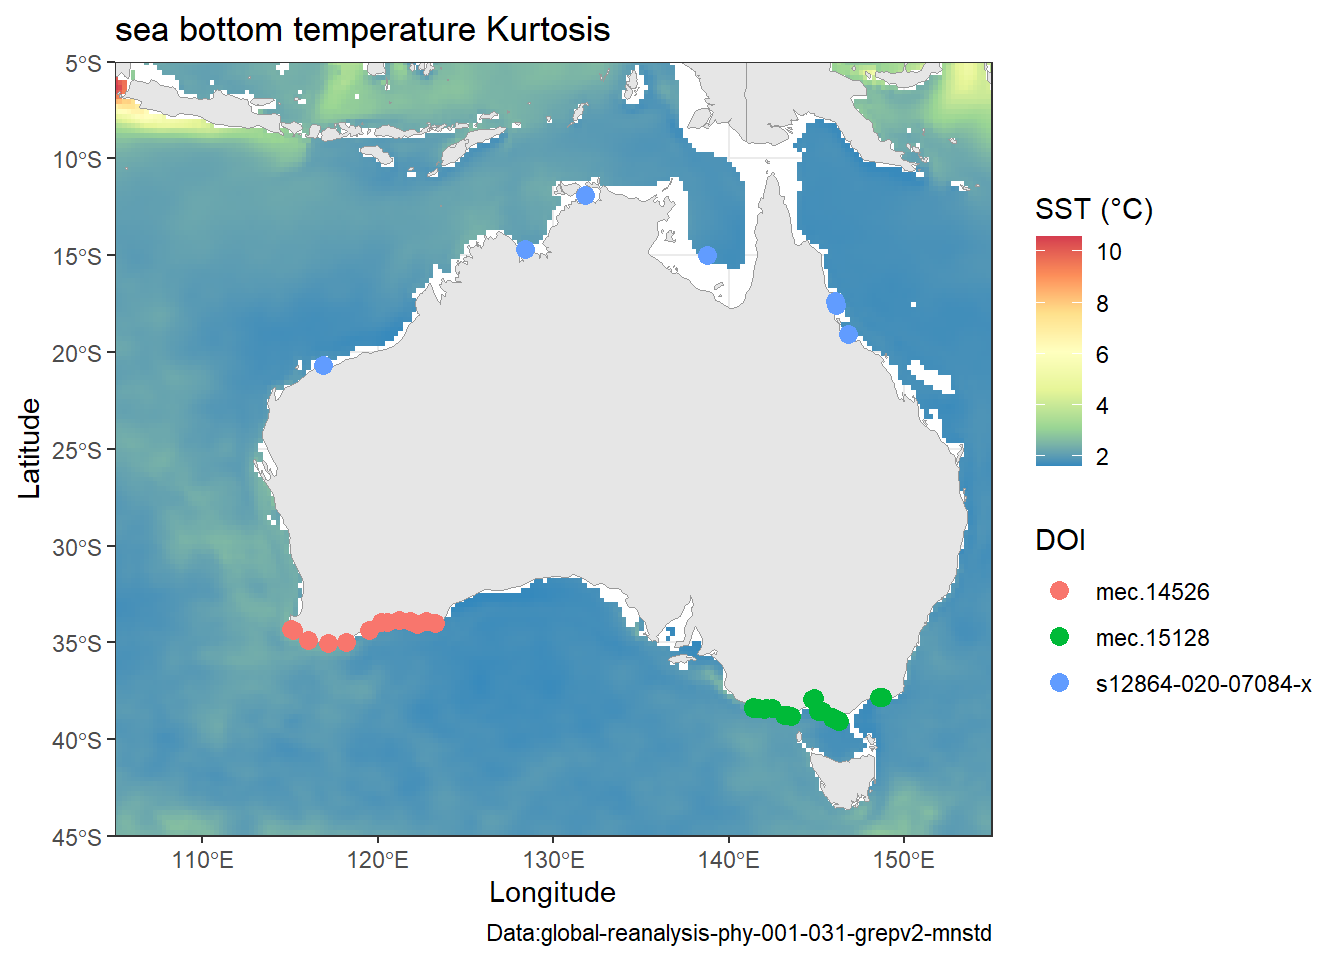 sea bottom temperature Kurtosis
5°S
10°S
15°S
20°S
25°S
30°S
35°S
40°S
45°S
Latitude
110°E
120°E
130°E
140°E
150°E
Longitude
Data:global-reanalysis-phy-001-031-grepv2-mnstd
SST (°C)
10
8
6
4
2
DOI
mec.14526
mec.15128
s12864-020-07084-x